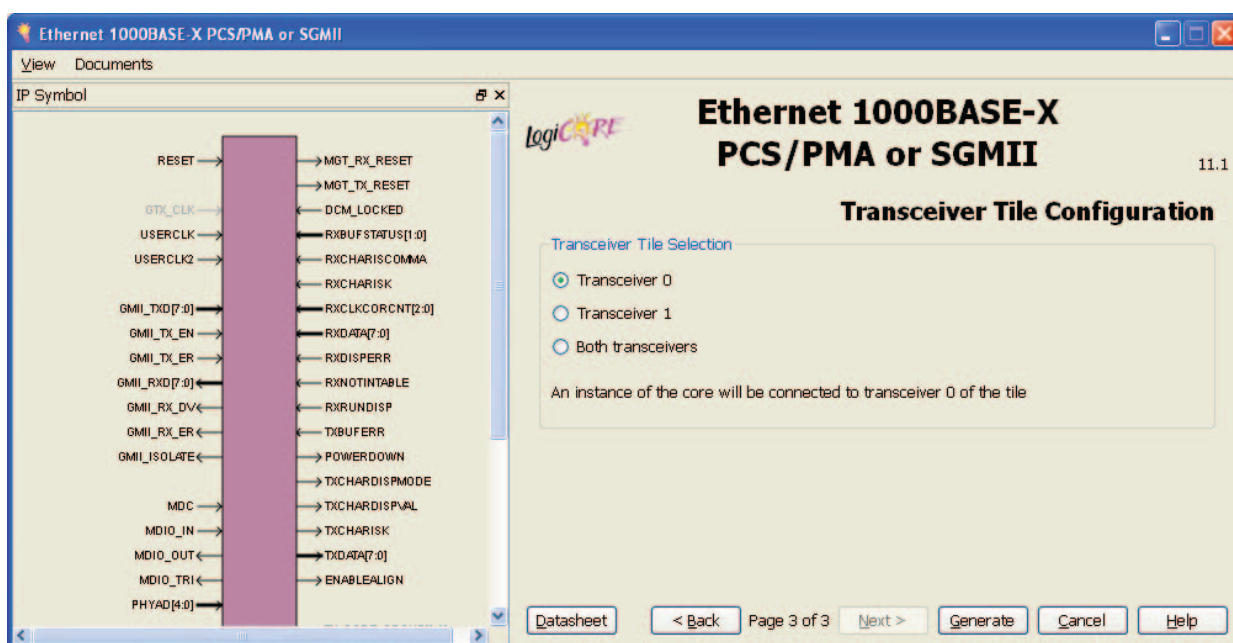 Ethernet 1000BASE-X PCS/PMA or SGMII
View Documents
IP Symbol
RESET
GTX_CLK
USERCLK
USERCLK2
GMII_TXD[7:0]
GMII_TX_EN
GMII_TX_ER
GMII_RXD[7:0]
GMII_RX_DV
GMII_RX_ER
GMII_ISOLATE
MDC
MDIO_IN
MDIO_OUT
MDIO_TRI
PHYAD[4:0]
MGT_RX_RESET
MGT_TX_RESET
DCM_LOCKED
RXBUFSTATUS[1:0]
RXCHARISCOMMA
RXCHARISK
RXCLKCORCNT[2:0]
RXDATA[7:0]
RXDISPERR
RXNOTINTABLE
RXRUNDISP
TXBUFERR
POWERDOWN
TXCHARDISPMODE
TXCHARDISPVAL
TXCHARISK
TXDATA[7:0]
ENABLEALIGN
LogiCORE
Ethernet 1000BASE-X
PCS/PMA or SGMII
11.1
Transceiver Tile Configuration
Transceiver Tile Selection
Transceiver 0
Transceiver 1
Both transceivers
An instance of the core will be connected to transceiver 0 of the tile
Datasheet < Back Page 3 of 3 Next > Generate Cancel Help